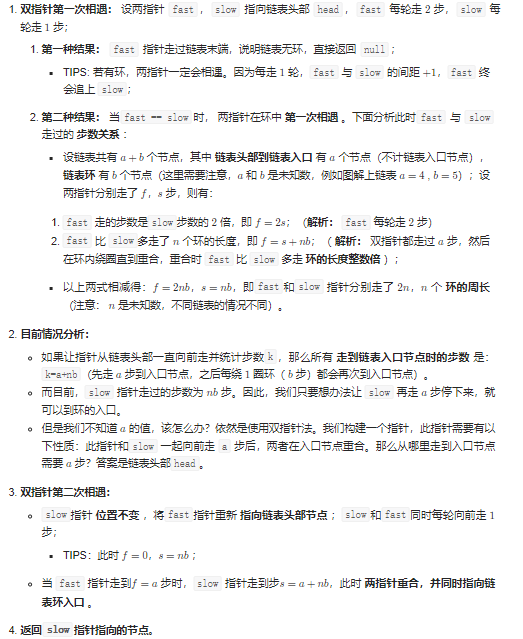 1. 双指针第一次相遇： 设两指针 fast ，slow 指向链表头部 head ，fast 每轮走 2 步，slow 每
轮走 1 步；
1. 第一种结果： fast 指针走过链表末端，说明链表无环，直接返回 null；
▪ TIPS: 若有环，两指针一定会相遇。因为每走 1 轮，fast 与 slow 的间距 +1，fast 终
会追上 slow；
2. 第二种结果： 当 fast == slow 时， 两指针在环中 第一次相遇 。下面分析此时 fast 与 slow
走过的 步数关系 ：
▪ 设链表共有 a + b 个节点，其中 链表头部到链表入口 有 a 个节点（不计链表入口节点），
链表环 有 b 个节点（这里需要注意，a 和 b 是未知数，例如图解上链表 a = 4 , b = 5）；设
两指针分别走了 f，s 步，则有：
1. fast 走的步数是 slow 步数的 2 倍，即 f = 2s；（解析： fast 每轮走 2 步）
2. fast 比 slow 多走了 n 个环的长度，即 f = s + nb；（ 解析： 双指针都走过 a 步，然后
在环内绕圈直到重合，重合时 fast 比 slow 多走 环的长度整数倍 ）；
▪ 以上两式相减得：f = 2nb，s = nb，即 fast 和 slow 指针分别走了 2n，n 个 环的周长
（注意： n 是未知数，不同链表的情况不同）。
2. 目前情况分析：
○ 如果让指针从链表头部一直向前走并统计步数 k ，那么所有 走到链表入口节点时的步数 是：
k=a+nb（先走 a 步到入口节点，之后每绕 1 圈环（ b 步）都会再次到入口节点）。
○ 而目前，slow 指针走过的步数为 nb 步。因此，我们只要想办法让 slow 再走 a 步停下来，就
可以到环的入口。
○ 但是我们不知道 a 的值，该怎么办？依然是使用双指针法。我们构建一个指针，此指针需要有以
下性质：此指针和 slow 一起向前走 a 步后，两者在入口节点重合。那么从哪里走到入口节点
需要 a 步？答案是链表头部 head 。
3. 双指针第二次相遇：
○ slow 指针 位置不变 ，将 fast 指针重新 指向链表头部节点 ；slow 和 fast 同时每轮向前走 1
步；
▪ TIPS：此时 f = 0，s = nb；
○ 当 fast 指针走到 f = a 步时，slow 指针走到步 s = a + nb，此时 两指针重合，并同时指向链
表环入口 。
4. 返回 slow 指针指向的节点。